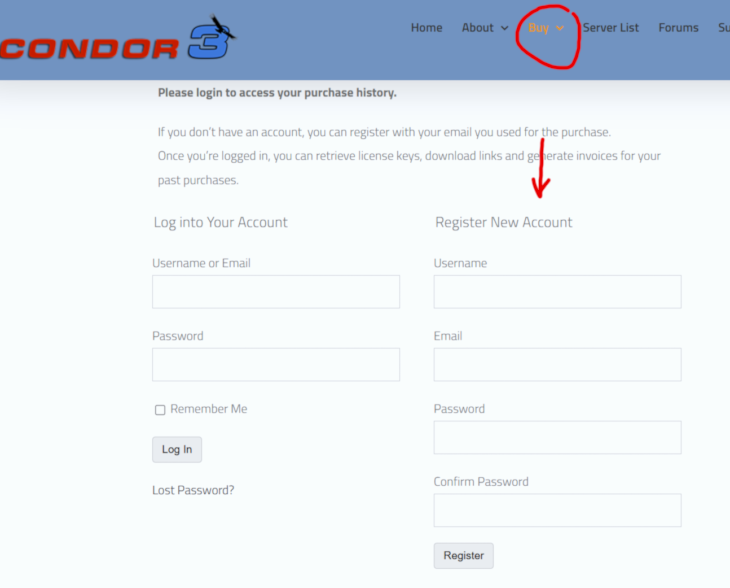 CONDOR 3
Home About Buy Server List Forums Su
Please login to access your purchase history.
If you don't have an account, you can register with your email you used for the purchase.
Once you're logged in, you can retrieve license keys, download links and generate invoices for your
past purchases.
Log into Your Account
Register New Account
Username or Email
Username
Password
Email
Remember Me
Password
Log In
Confirm Password
Lost Password?
Register